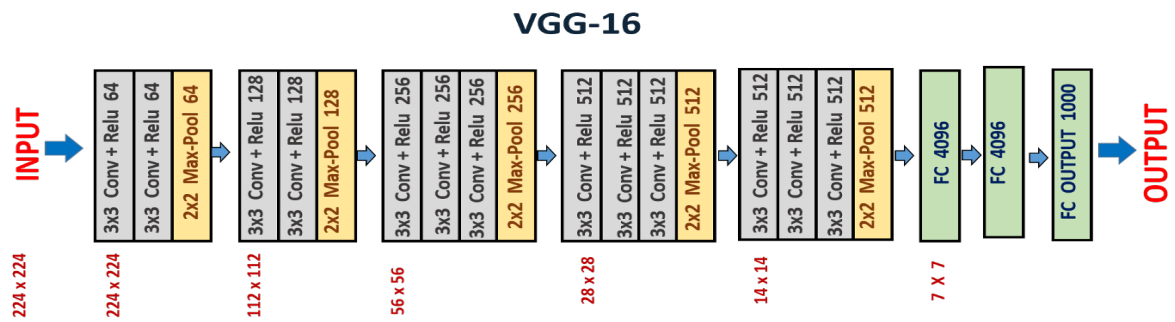 VGG-16
INPUT
3x3 Conv + Relu 64
3x3 Conv + Relu 64
2x2 Max-Pool 64
3x3 Conv + Relu 128
3x3 Conv + Relu 128
2x2 Max-Pool 128
3x3 Conv + Relu 256
3x3 Conv + Relu 256
3x3 Conv + Relu 256
2x2 Max-Pool 256
3x3 Conv + Relu 512
3x3 Conv + Relu 512
3x3 Conv + Relu 512
2x2 Max-Pool 512
3x3 Conv + Relu 512
3x3 Conv + Relu 512
3x3 Conv + Relu 512
2x2 Max-Pool 512
FC 4096
FC 4096
FC OUTPUT 1000
OUTPUT
224 x 224
224 x 224
112 x 112
56 x 56
28 x 28
14 x 14
7 X 7